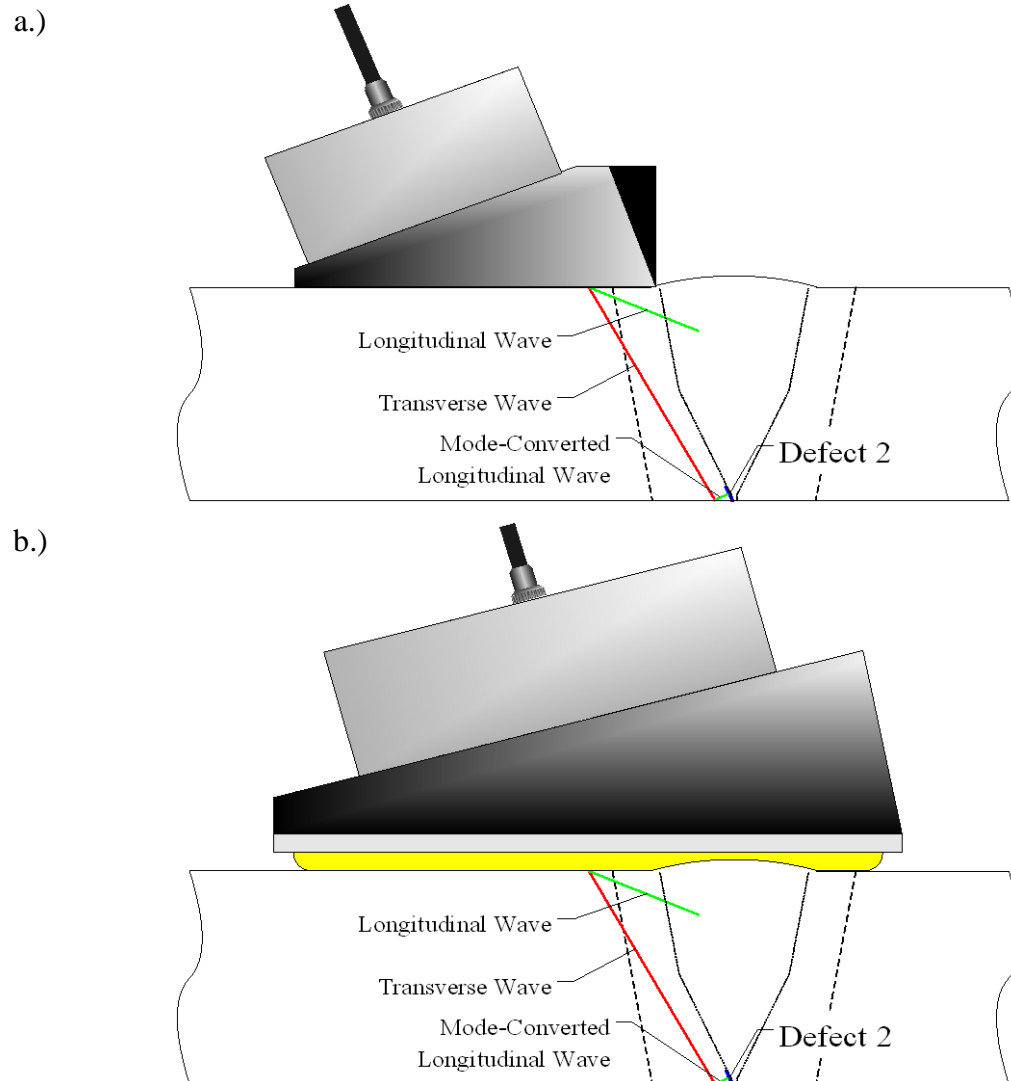 a.)
Longitudinal Wave
Transverse Wave
Mode-Converted
Longitudinal Wave
Defect 2
b.)
Longitudinal Wave
Transverse Wave
Mode-Converted
Longitudinal Wave
Defect 2